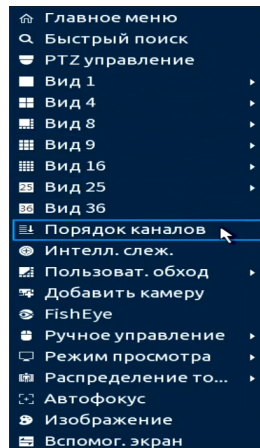 Главное меню
Быстрый поиск
PTZ управление
Вид 1
Вид 4
Вид 8
Вид 9
Вид 16
25 Вид 25
36 Вид 36
Порядок каналов
Интелл. слеж.
Пользоват. обход
Добавить камеру
FishEye
Ручное управление
Режим просмотра
Распределение то...
Автофокус
Изображение
Вспомог. экран